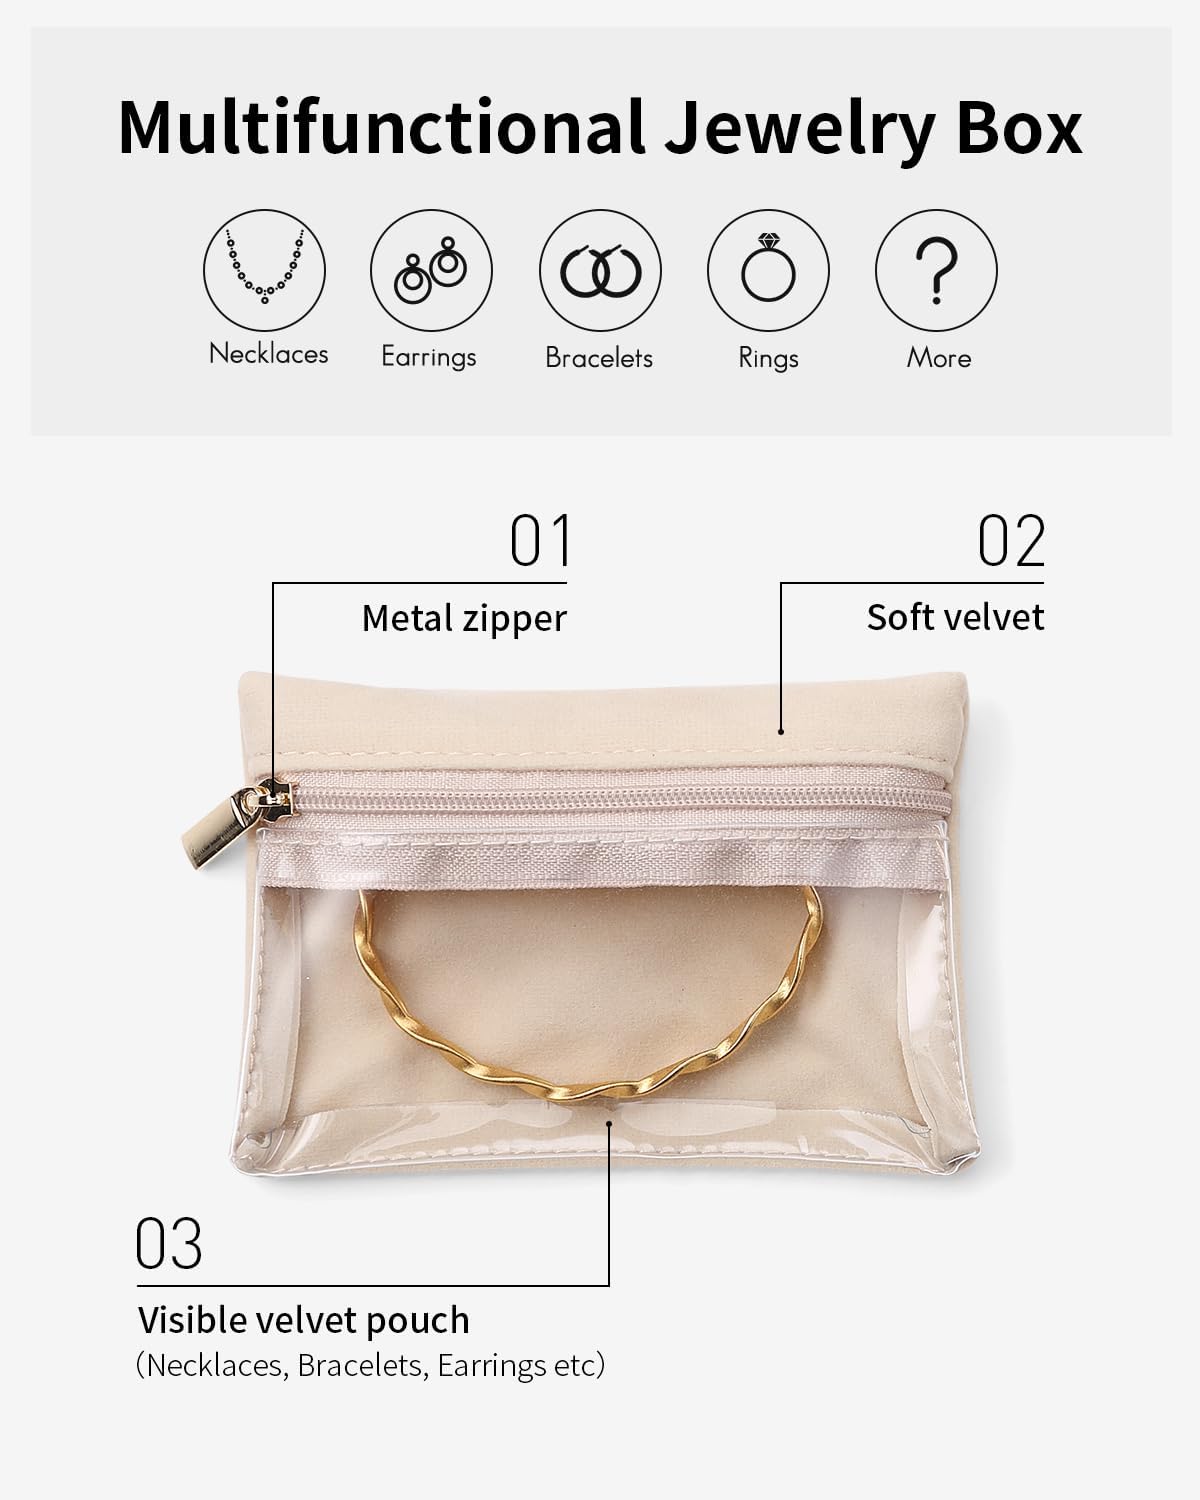 Multifunctional Jewelry Box
Necklaces
Earrings
Bracelets
Rings
?
More
01
Metal zipper
02
Soft velvet
03
Visible velvet pouch
(Necklaces, Bracelets, Earrings etc)